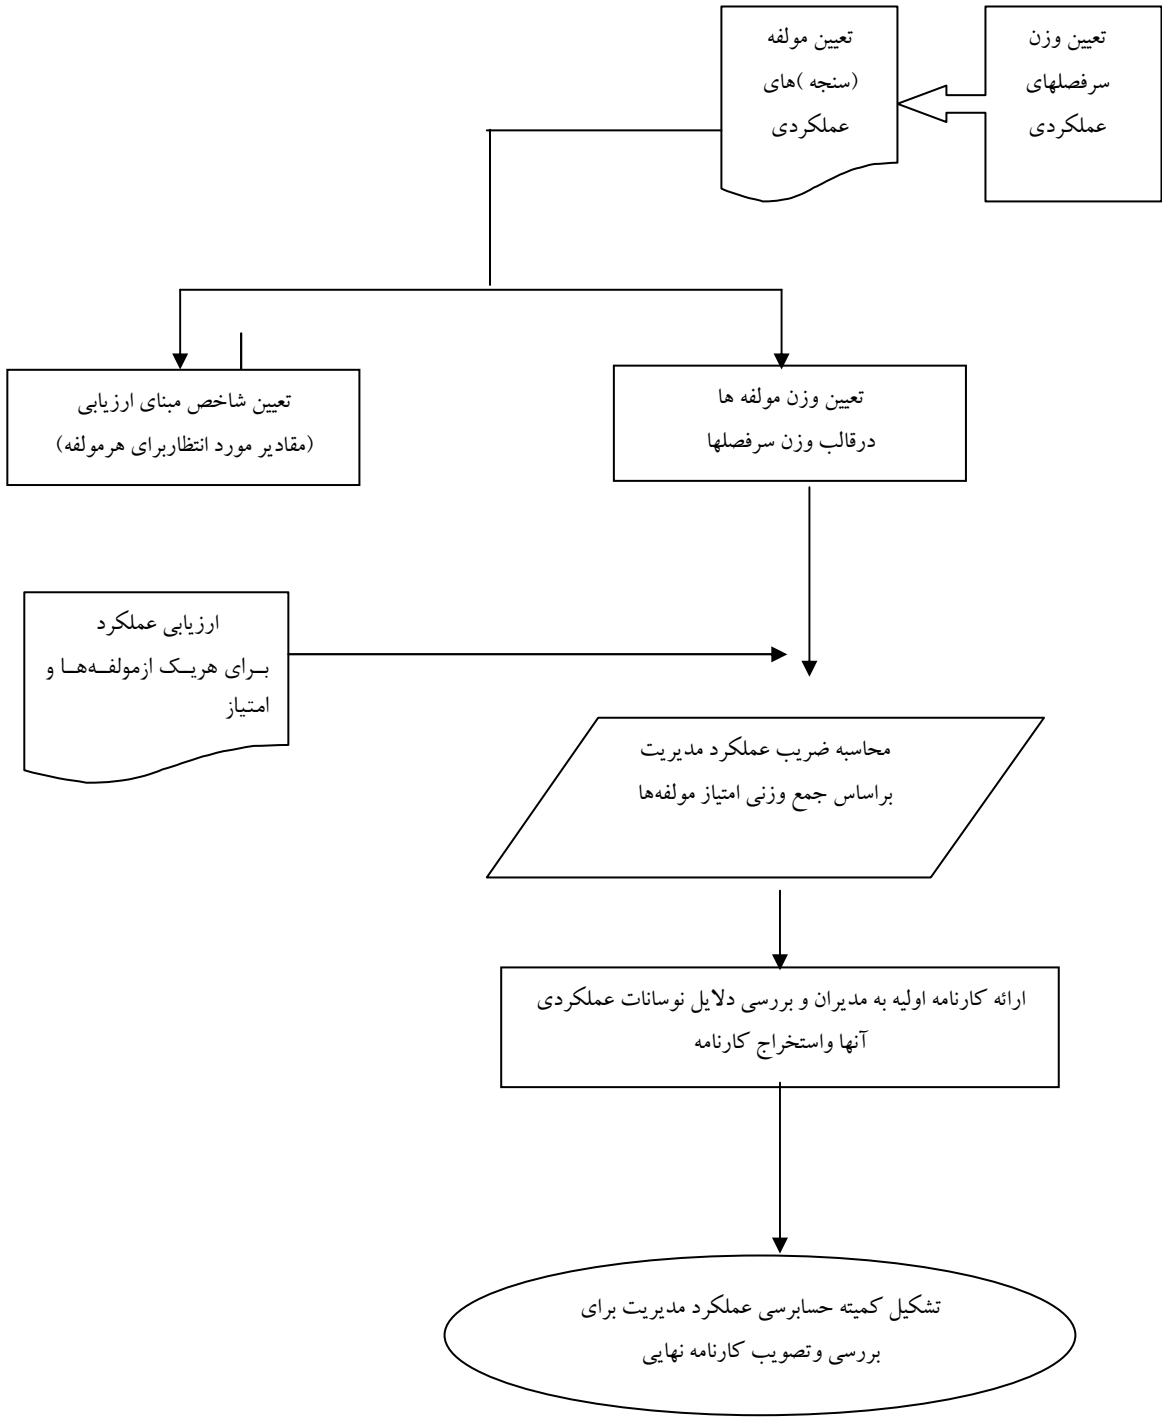 تعیین وزن
سرفصلهای
عملکردی
تعیین مولفه
(سنجه )های
عملکردی
تعیین وزن مولفه ها
درقالب وزن سرفصلها
تعیین شاخص مبنای ارزیابی
(مقادیر مورد انتظاربرای هرمولفه)
ارزیابی عملکرد
بـرای هریـک ازمولفـه‌هـا و
امتیاز
محاسبه ضریب عملکرد مدیریت
براساس جمع وزنی امتیاز مولفه‌ها
ارائه کارنامه اولیه به مدیران و بررسی دلایل نوسانات عملکردی
آنها واستخراج کارنامه
تشکیل کمیته حسابرسی عملکرد مدیریت برای
بررسی وتصویب کارنامه نهایی